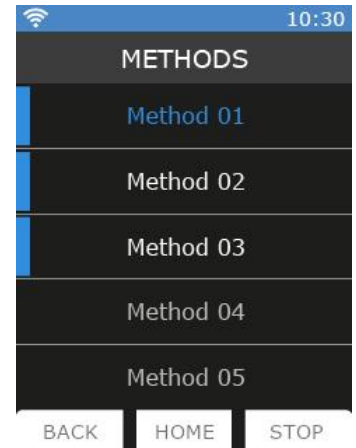 10:30
METHODS
Method 01
Method 02
Method 03
Method 04
Method 05
BACK HOME STOP